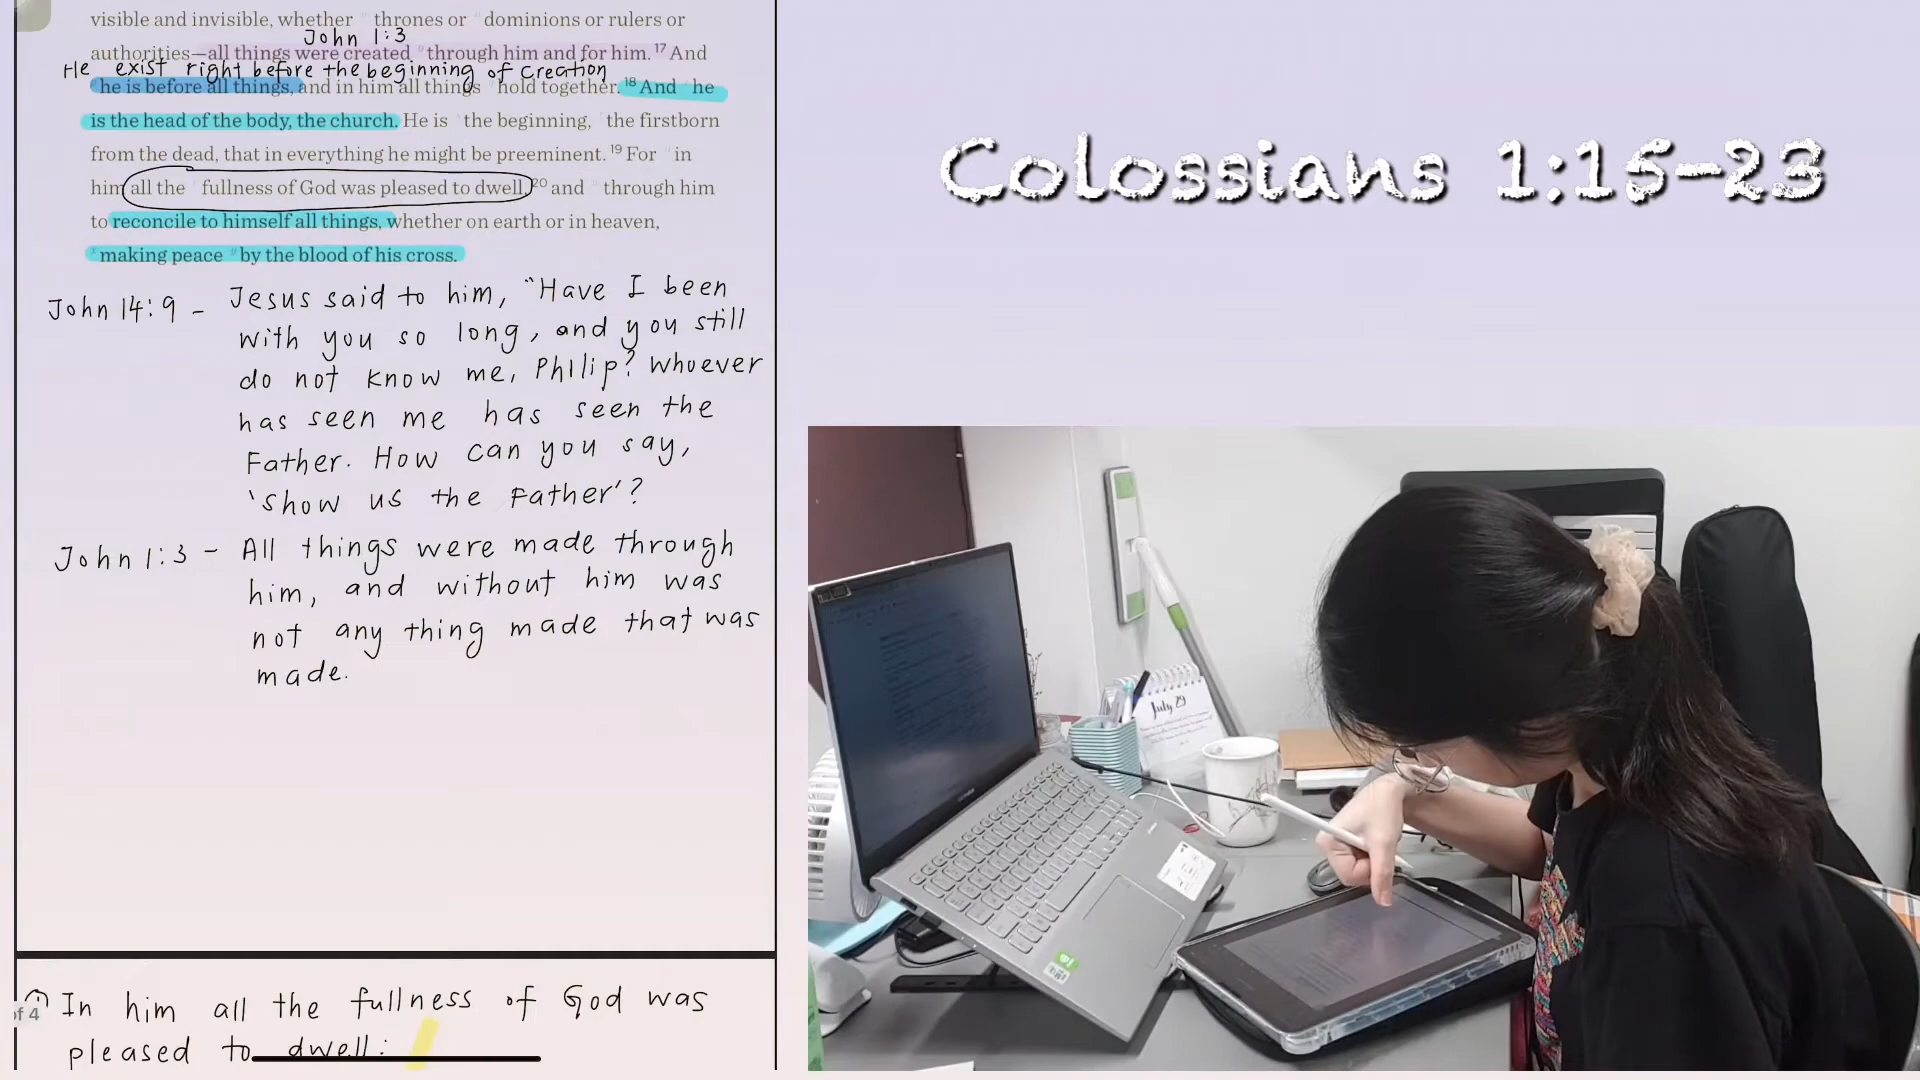 visible and invisible, whether thrones or dominions or rulers or
John 1:3
authorities—all things were created through him and for him. 17 And
He exist right before the beginning of creation
he is before all things, and in him all things hold together. 18 And he
is the head of the body, the church. He is the beginning, the firstborn
from the dead, that in everything he might be preeminent. 19 For in
him all the fullness of God was pleased to dwell, 20 and through him
to reconcile to himself all things, whether on earth or in heaven,
making peace by the blood of his cross.
John 14:9 - Jesus said to him, "Have I been
with you so long, and you still
do not know me, Philip? Whoever
has seen me has seen the
Father. How can you say,
'show us the Father'?
John 1:3 - All things were made through
him, and without him was
not any thing made that was
made.
of 4
In him all the fullness of God was
pleased to dwell:
Colossians 1:15-23
July 29